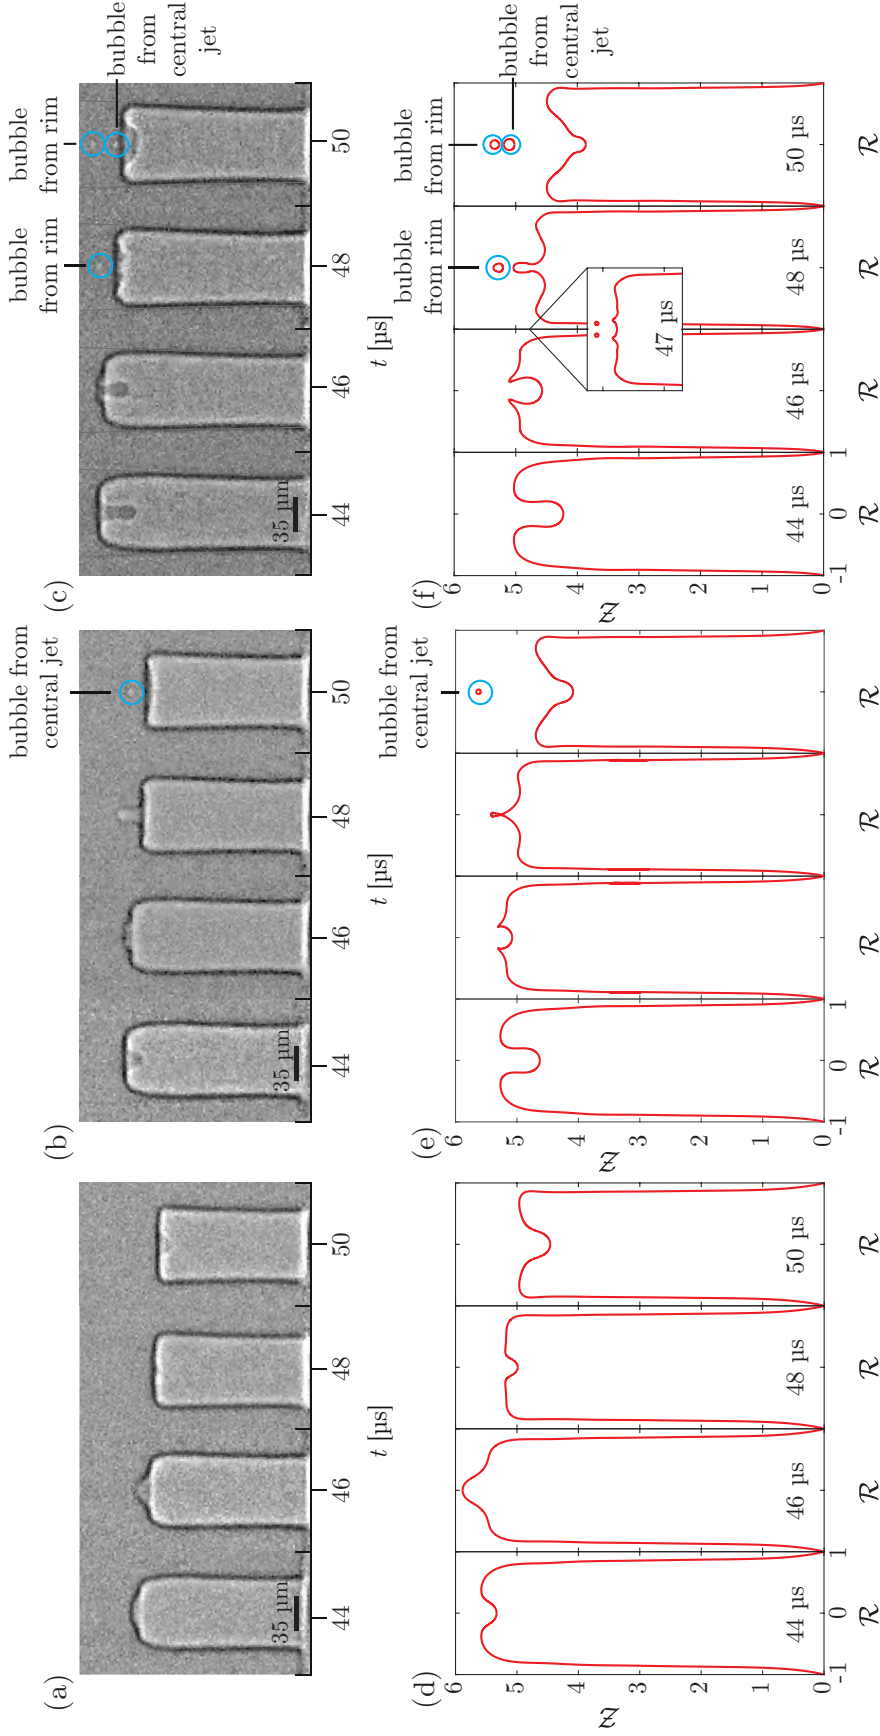 (a)
35 µm
44
46
48
50
t [µs]
(b)
bubble from
central jet
35 µm
44
46
48
50
t [µs]
(c)
bubble
from rim
bubble
from rim
bubble
from
central
jet
35 µm
44
46
48
50
t [µs]
(d)
6
5
4
3
2
1
0
Z
44 µs
46 µs
48 µs
50 µs
-1
0
1
R
R
R
R
(e)
bubble from
central jet
6
5
4
3
2
1
0
Z
-1
0
1
R
R
R
R
(f)
bubble
from rim
bubble
from rim
bubble
from
central
jet
6
5
4
3
2
1
0
Z
47 µs
44 µs
46 µs
48 µs
50 µs
-1
0
1
R
R
R
R